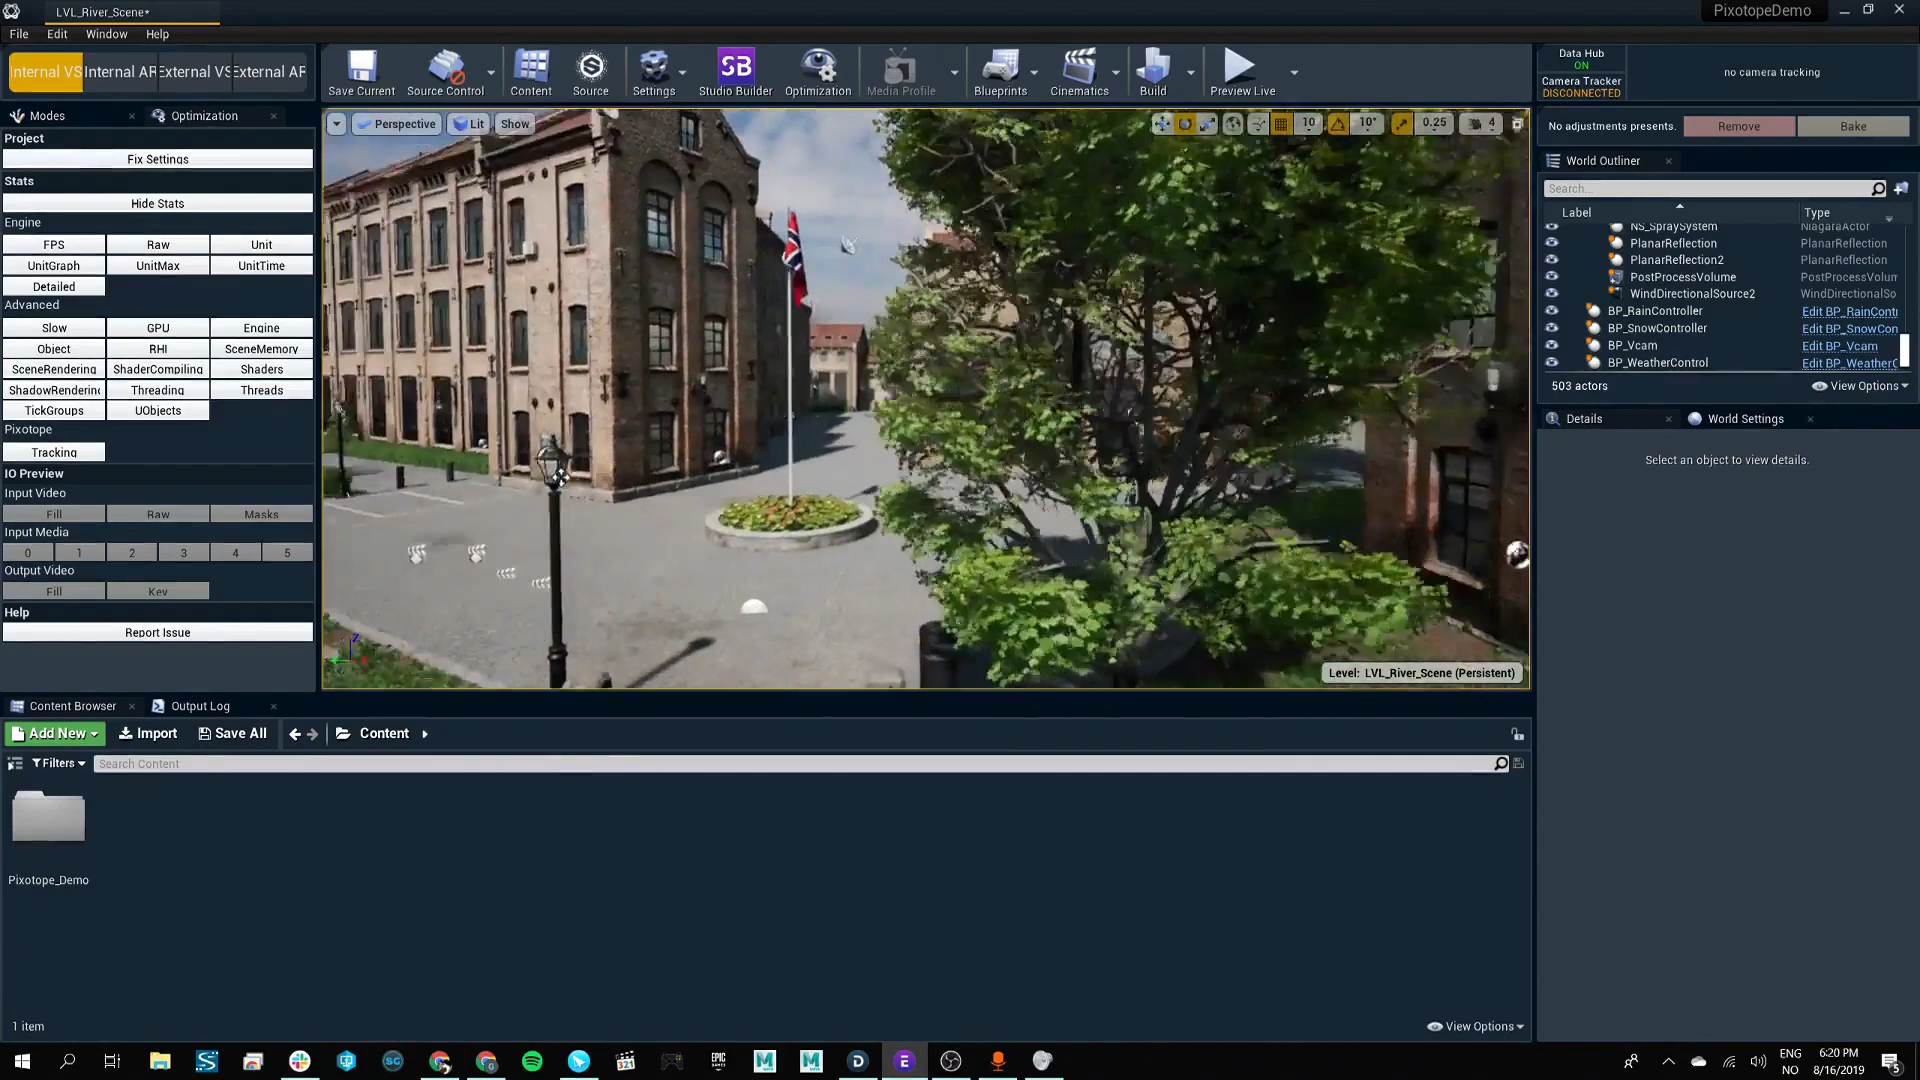 LVL_River_Scene*
PixotopeDemo
File Edit Window Help
Internal VS Internal AR External VS External AR
Save Current
Source Control
Content
Source
Settings
SB
Studio Builder
Optimization
Media Profile
Blueprints
Cinematics
Build
Preview Live
Data Hub
ON
Camera Tracker
DISCONNECTED
no camera tracking
Modes
Optimization
Project
Fix Settings
Stats
Hide Stats
Engine
FPS Raw Unit
UnitGraph UnitMax UnitTime
Detailed
Advanced
Slow GPU Engine
Object RHI SceneMemory
SceneRendering ShaderCompiling Shaders
ShadowRendering Threading Threads
TickGroups UObjects
Pixotope
Tracking
IO Preview
Input Video
Fill Raw Masks
Input Media
0 1 2 3 4 5
Output Video
Fill Key
Help
Report Issue
Perspective Lit Show
10 10° 0.25 4
Level: LVL_River_Scene (Persistent)
No adjustments presents. Remove Bake
World Outliner
Search...
Label Type
NS_SpraySystem NiagaraActor
PlanarReflection PlanarReflection
PlanarReflection2 PlanarReflection
PostProcessVolume PostProcessVolum
WindDirectionalSource2 WindDirectionalSo
BP_RainController Edit BP_RainContr
BP_SnowController Edit BP_SnowCon
BP_Vcam Edit BP_Vcam
BP_WeatherControl Edit BP_WeatherC
503 actors View Options
Details World Settings
Select an object to view details.
Content Browser Output Log
Add New Import Save All Content
Filters Search Content
Pixotope_Demo
1 item View Options
ENG
NO
6:20 PM
8/16/2019
5